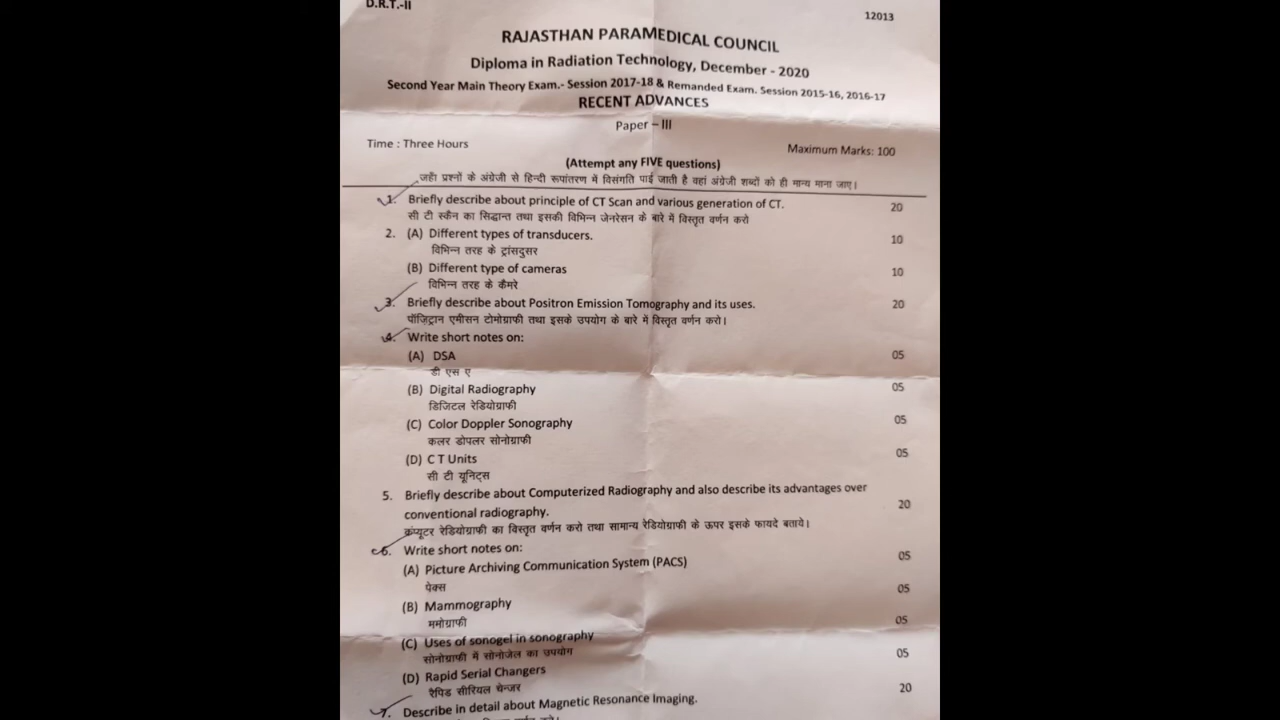 D.R.T.-II
12013
RAJASTHAN PARAMEDICAL COUNCIL
Diploma in Radiation Technology, December - 2020
Second Year Main Theory Exam.- Session 2017-18 & Remanded Exam. Session 2015-16, 2016-17
RECENT ADVANCES
Paper – III
Time : Three Hours Maximum Marks: 100
(Attempt any FIVE questions)
जहाँ प्रश्नों के अंग्रेजी से हिन्दी रूपांतरण में विसंगति पाई जाती है वहां अंग्रेजी शब्दों को ही मान्य माना जाए।
1. Briefly describe about principle of CT Scan and various generation of CT. 20
सी टी स्कैन का सिद्धान्त तथा इसकी विभिन्न जेनरेसन के बारे में विस्तृत वर्णन करो
2. (A) Different types of transducers. 10
विभिन्न तरह के ट्रांसदुसर
(B) Different type of cameras 10
विभिन्न तरह के कैमरे
3. Briefly describe about Positron Emission Tomography and its uses. 20
पॉज़िट्रान एमीसन टोमोग्राफी तथा इसके उपयोग के बारे में विस्तृत वर्णन करो।
4. Write short notes on:
(A) DSA 05
डी एस ए
(B) Digital Radiography 05
डिजिटल रेडियोग्राफी
(C) Color Doppler Sonography 05
कलर डोपलर सोनोग्राफी
(D) C T Units 05
सी टी यूनिट्स
5. Briefly describe about Computerized Radiography and also describe its advantages over
conventional radiography. 20
कंप्यूटर रेडियोग्राफी का विस्तृत वर्णन करो तथा सामान्य रेडियोग्राफी के ऊपर इसके फायदे बताये।
6. Write short notes on:
(A) Picture Archiving Communication System (PACS) 05
पेक्स
(B) Mammography 05
ममोग्राफी
(C) Uses of sonogel in sonography 05
सोनोग्राफी में सोनोजेल का उपयोग
(D) Rapid Serial Changers 05
रैपिड सीरियल चेन्जर
7. Describe in detail about Magnetic Resonance Imaging. 20